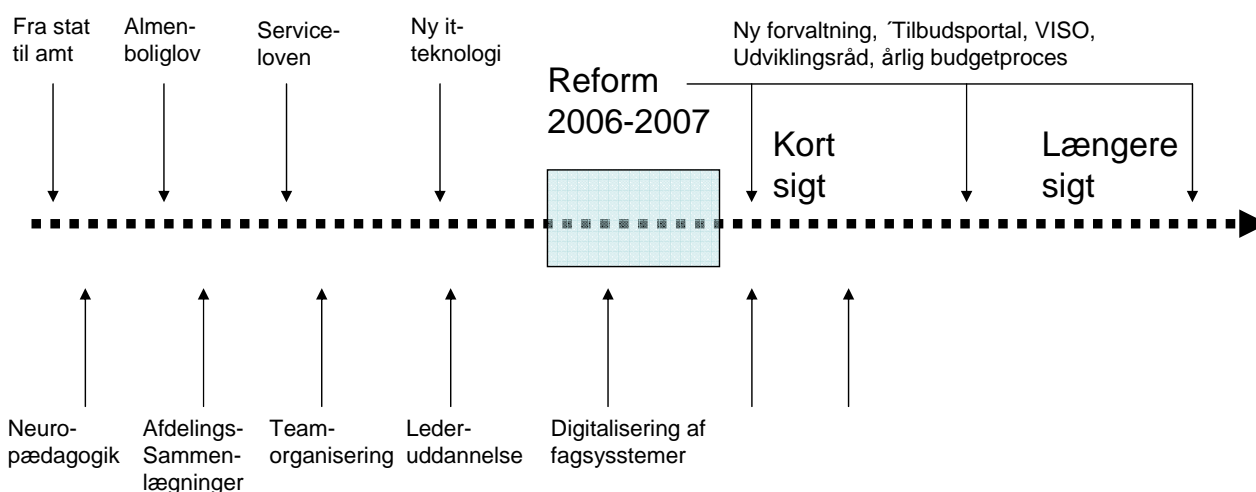 Fra stat
til amt
Almen-
boliglov
Service-
loven
Ny it-
teknologi
Ny forvaltning, ´Tilbudsportal, VISO,
Udviklingsråd, årlig budgetproces
Reform
2006-2007
Kort
sigt
Længere
sigt
Neuro-
pædagogik
Afdelings-
Sammen-
lægninger
Team-
organisering
Leder-
uddannelse
Digitalisering af
fagsysstemer